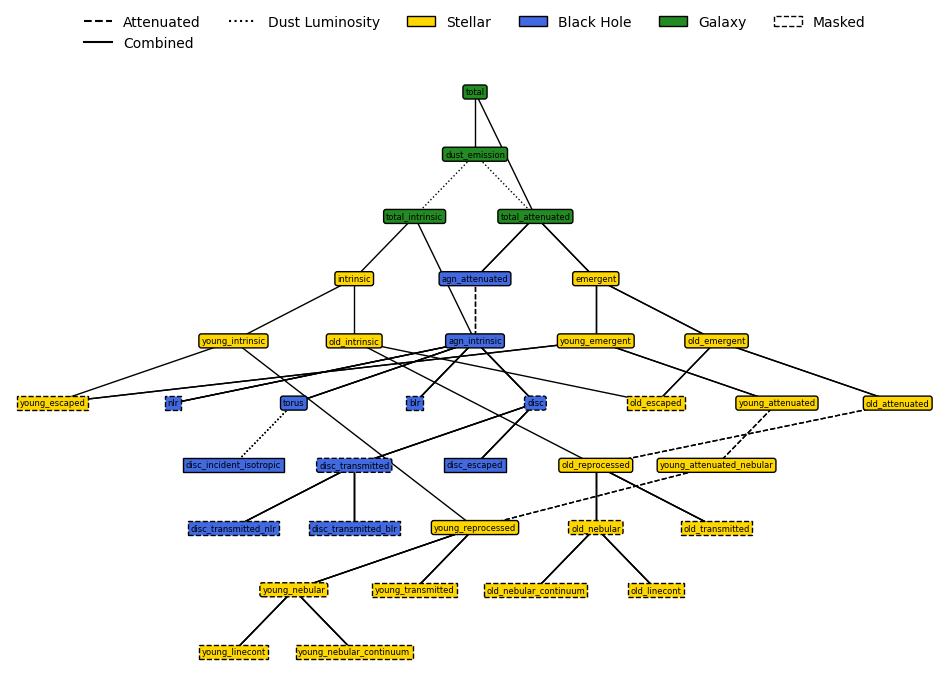 Attenuated Dust Luminosity Stellar Black Hole Galaxy Masked
Combined
total
dust_emission
total_intrinsic total_attenuated
intrinsic agn_attenuated emergent
young_intrinsic old_intrinsic agn_intrinsic young_emergent old_emergent
young_escaped nlr torus blr disc old_escaped young_attenuated old_attenuated
disc_incident_isotropic disc_transmitted disc_escaped old_reprocessed young_attenuated_nebular
disc_transmitted_nlr disc_transmitted_blr young_reprocessed old_nebular old_transmitted
young_nebular young_transmitted old_nebular_continuum old_linecont
young_linecont young_nebular_continuum